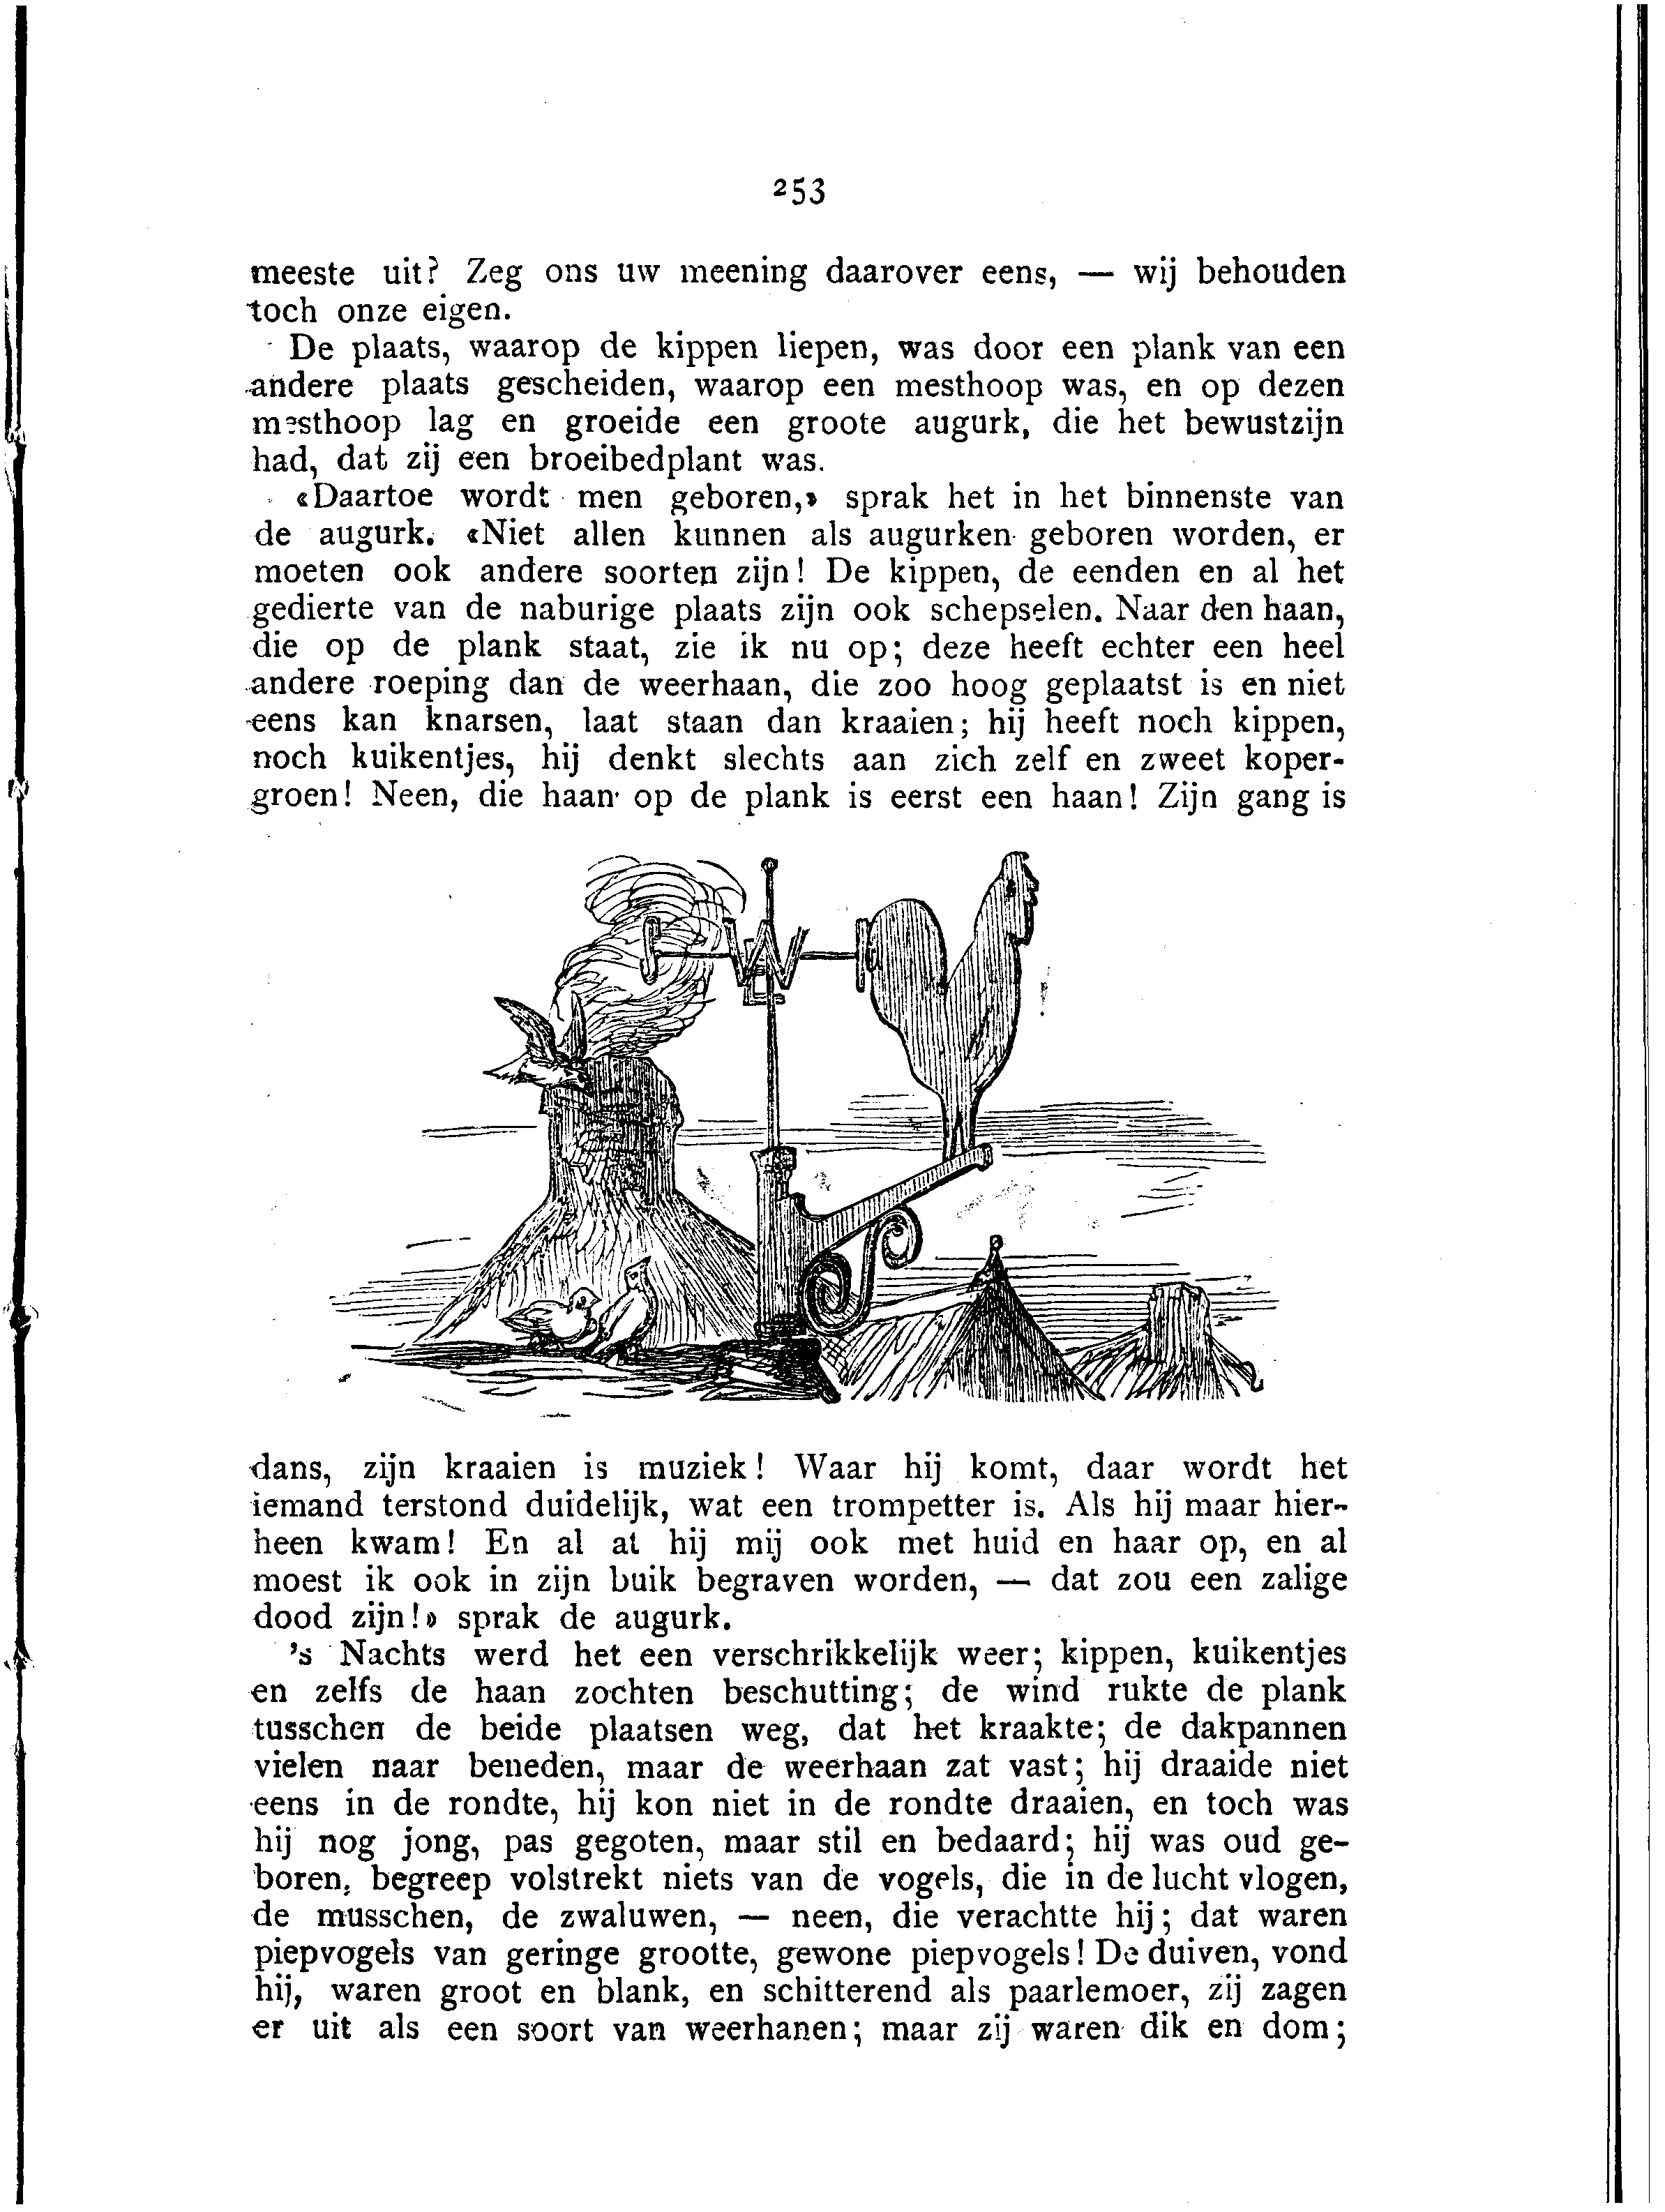 253
meeste uit? Zeg ons uw meening daarover eens, — wij behouden
toch onze eigen.
De plaats, waarop de kippen liepen, was door een plank van een
andere plaats gescheiden, waarop een mesthoop was, en op dezen
mesthoop lag en groeide een groote augurk, die het bewustzijn
had, dat zij een broeibedplant was.
«Daartoe wordt men geboren,» sprak het in het binnenste van
de augurk. «Niet allen kunnen als augurken geboren worden, er
moeten ook andere soorten zijn! De kippen, de eenden en al het
gedierte van de naburige plaats zijn ook schepselen. Naar den haan,
die op de plank staat, zie ik nu op; deze heeft echter een heel
andere roeping dan de weerhaan, die zoo hoog geplaatst is en niet
eens kan knarsen, laat staan dan kraaien; hij heeft noch kippen,
noch kuikentjes, hij denkt slechts aan zich zelf en zweet koper-
groen! Neen, die haan op de plank is eerst een haan! Zijn gang is
W
dans, zijn kraaien is muziek! Waar hij komt, daar wordt het
iemand terstond duidelijk, wat een trompetter is. Als hij maar hier-
heen kwam! En al at hij mij ook met huid en haar op, en al
moest ik ook in zijn buik begraven worden, — dat zou een zalige
dood zijn!» sprak de augurk.
's Nachts werd het een verschrikkelijk weer; kippen, kuikentjes
en zelfs de haan zochten beschutting; de wind rukte de plank
tusschen de beide plaatsen weg, dat het kraakte; de dakpannen
vielen naar beneden, maar de weerhaan zat vast; hij draaide niet
eens in de rondte, hij kon niet in de rondte draaien, en toch was
hij nog jong, pas gegoten, maar stil en bedaard; hij was oud ge-
boren, begreep volstrekt niets van de vogels, die in de lucht vlogen,
de musschen, de zwaluwen, — neen, die verachtte hij; dat waren
piepvogels van geringe grootte, gewone piepvogels! De duiven, vond
hij, waren groot en blank, en schitterend als paarlemoer, zij zagen
er uit als een soort van weerhanen; maar zij waren dik en dom;